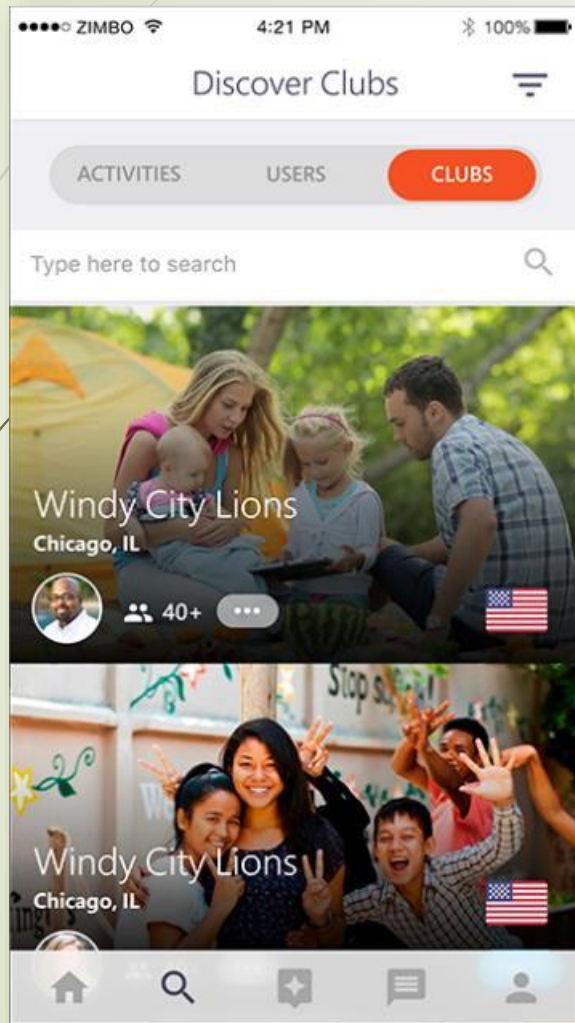 ZIMBO 4:21 PM 100%
Discover Clubs
ACTIVITIES USERS CLUBS
Type here to search
Windy City Lions
Chicago, IL
40+
Stop
Windy City Lions
Chicago, IL